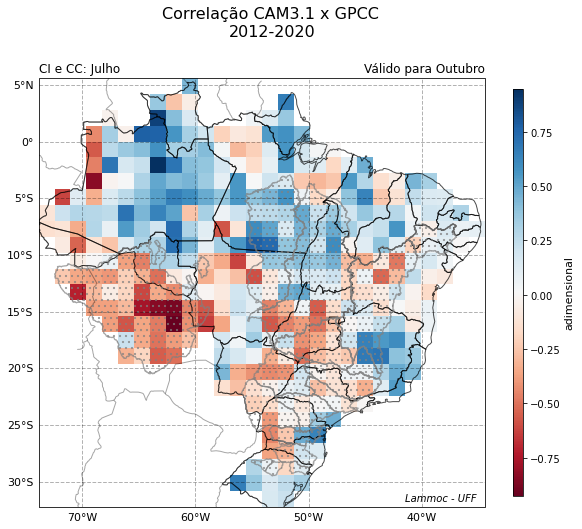 Correlação CAM3.1 x GPCC
2012-2020
CI e CC: Julho
Válido para Outubro
5°N
0°
5°S
10°S
15°S
20°S
25°S
30°S
70°W
60°W
50°W
40°W
Lammoc - UFF
0.75
0.50
0.25
0.00
−0.25
−0.50
−0.75
adimensional